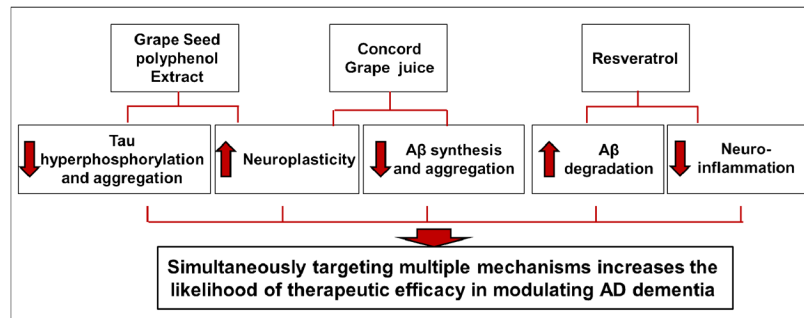 Grape Seed
polyphenol
Extract
Concord
Grape juice
Resveratrol
Tau
hyperphosphorylation
and aggregation
Neuroplasticity
Aβ synthesis
and aggregation
Aβ
degradation
Neuro-
inflammation
Simultaneously targeting multiple mechanisms increases the
likelihood of therapeutic efficacy in modulating AD dementia